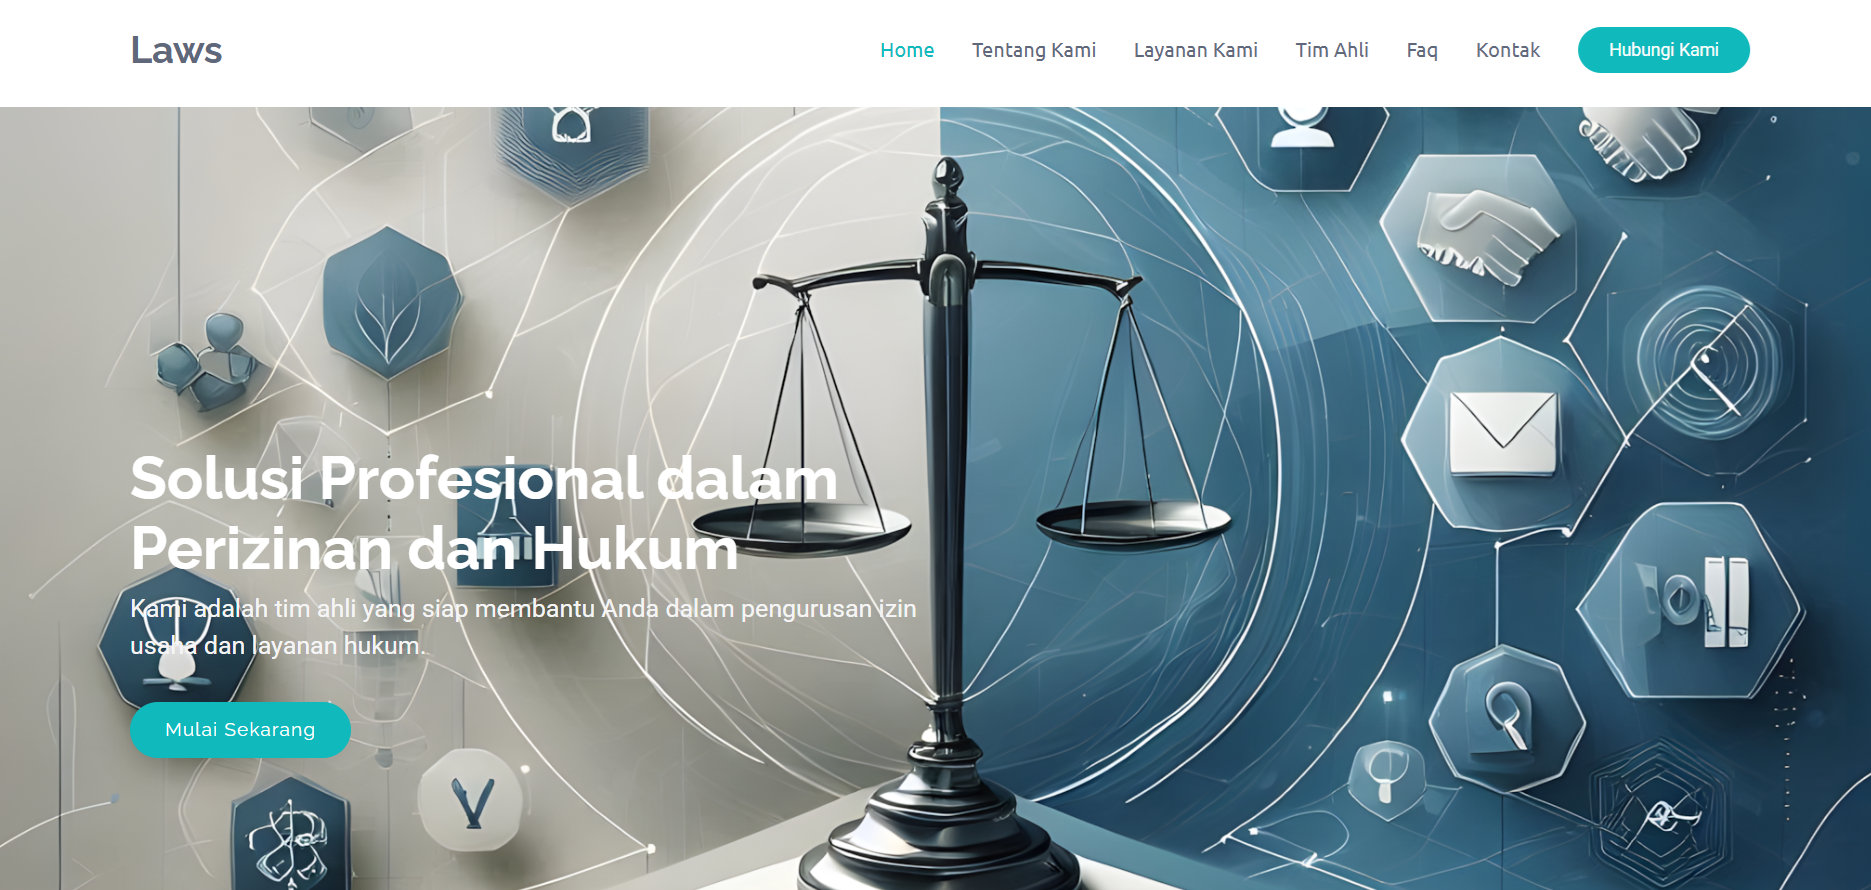 Laws
Home
Tentang Kami
Layanan Kami
Tim Ahli
Faq
Kontak
Hubungi Kami
Solusi Profesional dalam
Perizinan dan Hukum
Kami adalah tim ahli yang siap membantu Anda dalam pengurusan izin
usaha dan layanan hukum.
Mulai Sekarang